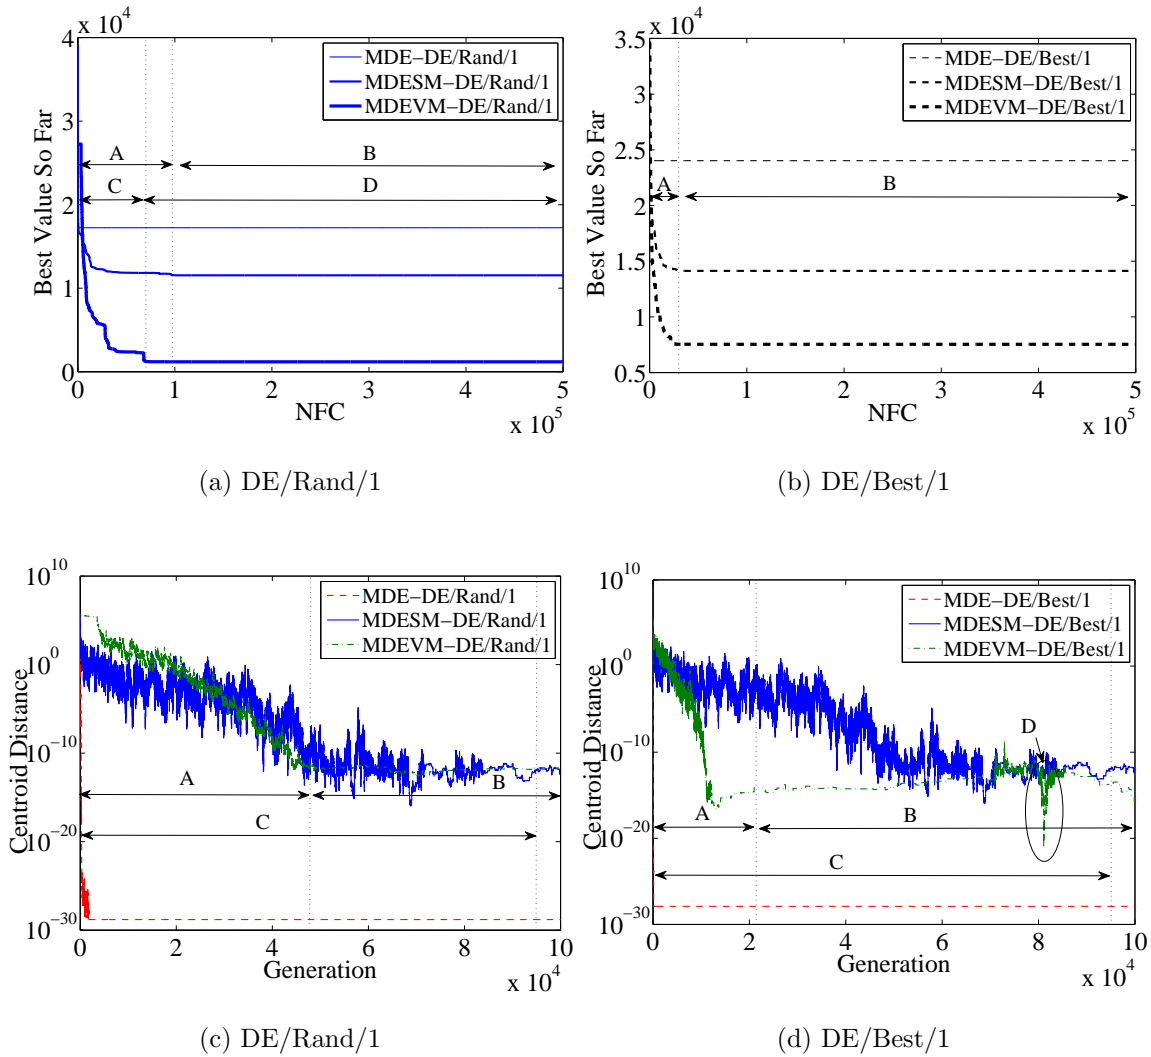 x 10^4
4
3
2
1
0
Best Value So Far
MDE−DE/Rand/1
MDESM−DE/Rand/1
MDEVM−DE/Rand/1
A
B
C
D
0
1
3
4
5
NFC
x 10^5
(a) DE/Rand/1
x 10^4
3.5
3
2.5
2
1.5
1
0.5
Best Value So Far
MDE−DE/Best/1
MDESM−DE/Best/1
MDEVM−DE/Best/1
A
B
0
1
2
3
4
5
NFC
x 10^5
(b) DE/Best/1
10^10
10^0
10^−10
10^−20
10^−30
Centroid Distance
MDE−DE/Rand/1
MDESM−DE/Rand/1
MDEVM−DE/Rand/1
A
B
C
0
2
4
6
8
10
Generation
x 10^4
(c) DE/Rand/1
10^10
10^0
10^−10
10^−20
10^−30
Centroid Distance
MDE−DE/Best/1
MDESM−DE/Best/1
MDEVM−DE/Best/1
D
A
B
C
0
2
4
6
8
10
Generation
x 10^4
(d) DE/Best/1